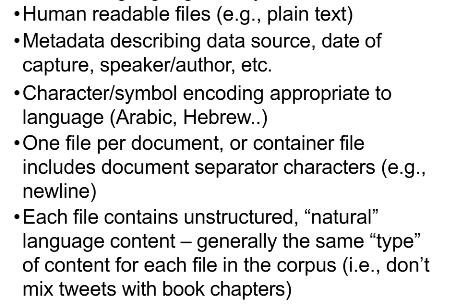 •Human readable files (e.g., plain text)
•Metadata describing data source, date of
capture, speaker/author, etc.
•Character/symbol encoding appropriate to
language (Arabic, Hebrew..)
•One file per document, or container file
includes document separator characters (e.g.,
newline)
•Each file contains unstructured, “natural”
language content – generally the same “type”
of content for each file in the corpus (i.e., don’t
mix tweets with book chapters)